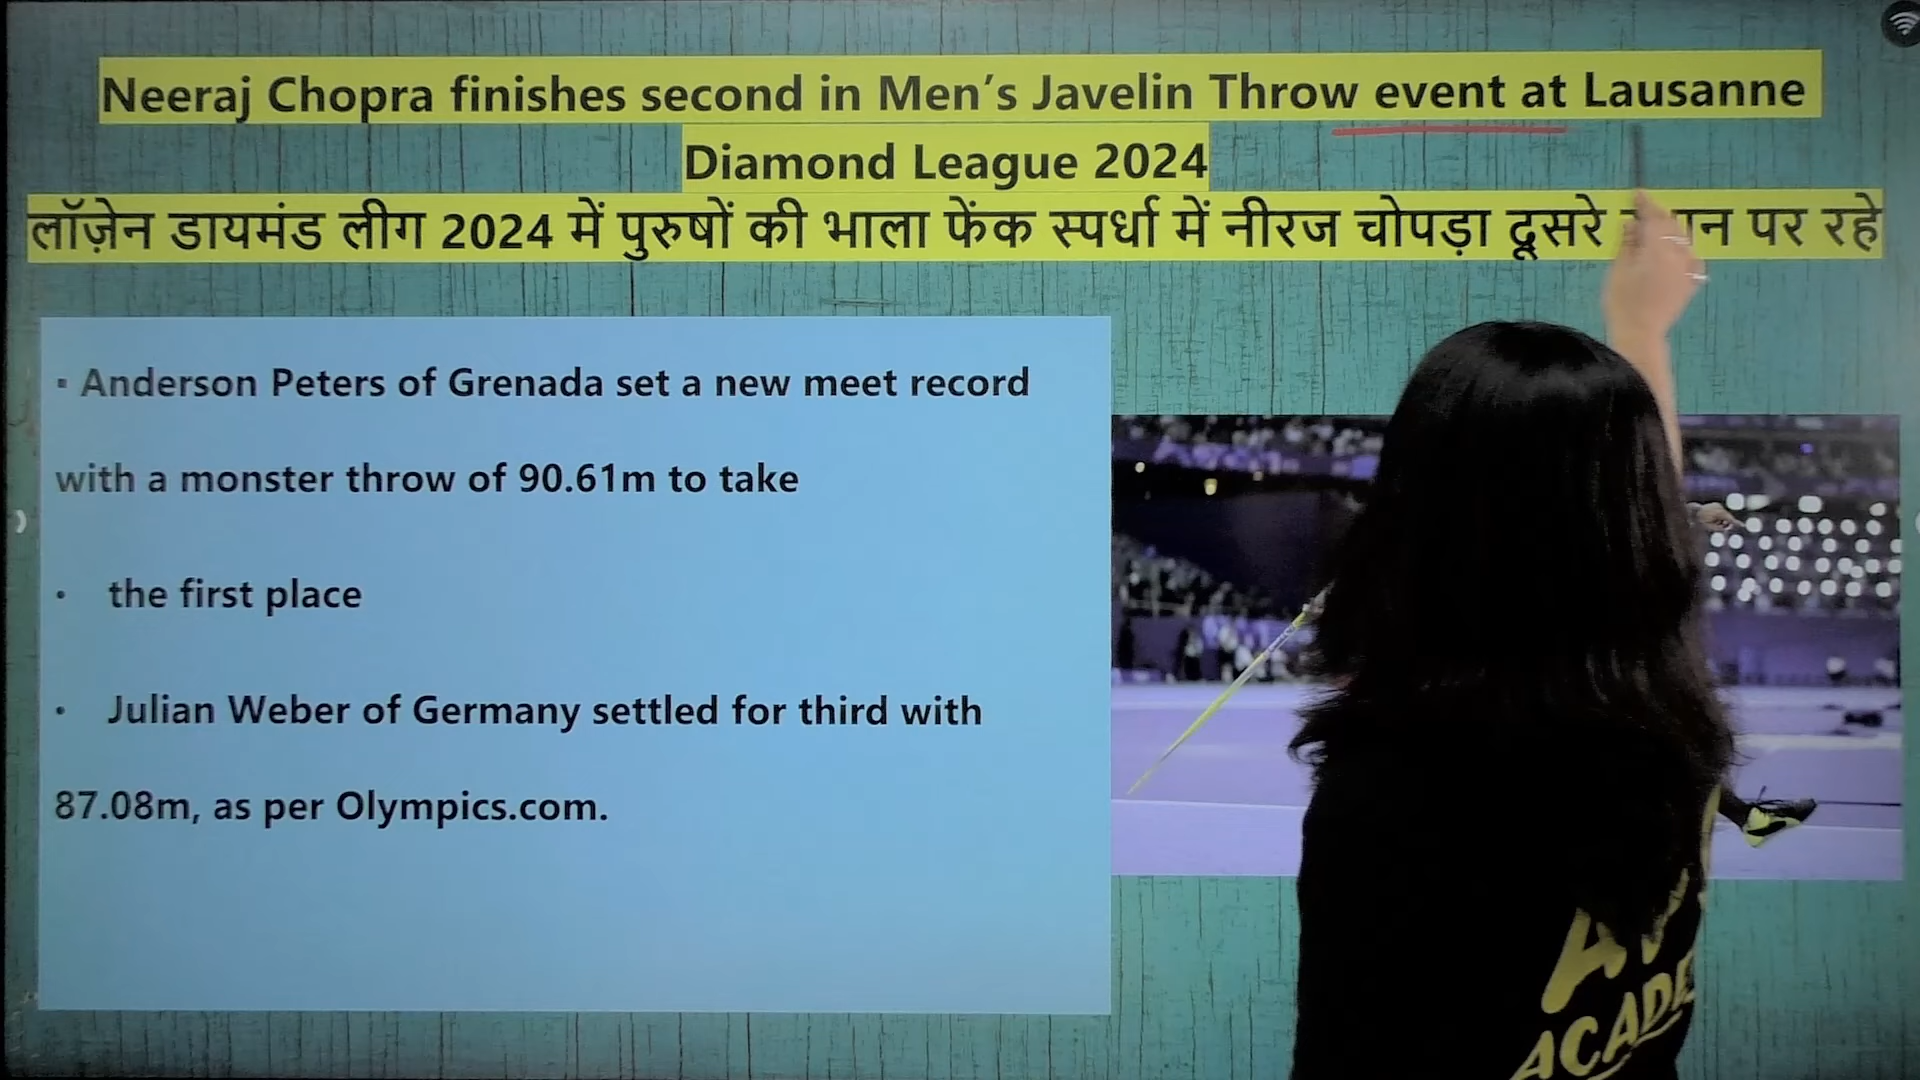 Neeraj Chopra finishes second in Men’s Javelin Throw event at Lausanne
Diamond League 2024
लॉज़ेन डायमंड लीग 2024 में पुरुषों की भाला फेंक स्पर्धा में नीरज चोपड़ा दूसरे पर रहे
▪ Anderson Peters of Grenada set a new meet record
with a monster throw of 90.61m to take
• the first place
• Julian Weber of Germany settled for third with
87.08m, as per Olympics.com.